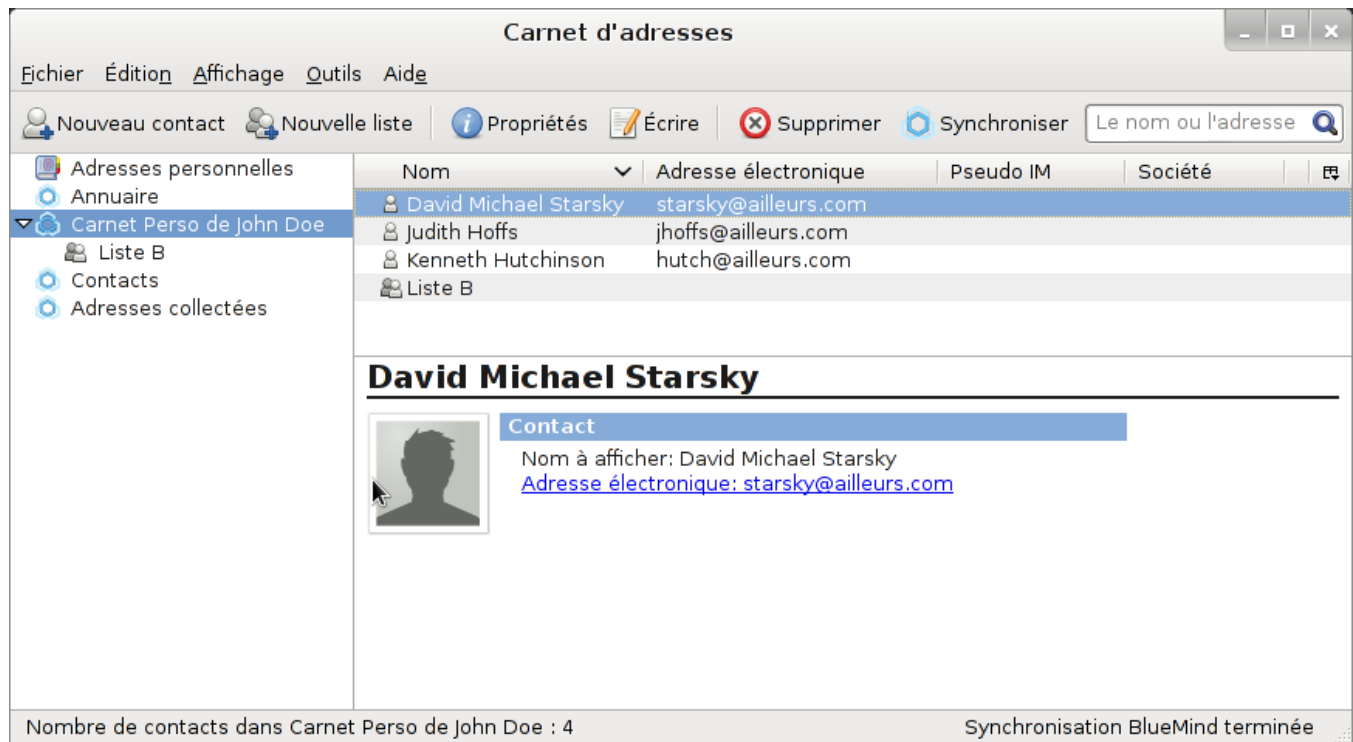 Carnet d'adresses
Fichier Édition Affichage Outils Aide
Nouveau contact Nouvelle liste Propriétés Écrire Supprimer Synchroniser Le nom ou l'adresse
Adresses personnelles
Annuaire
Carnet Perso de John Doe
Liste B
Contacts
Adresses collectées
Nom Adresse électronique Pseudo IM Société
David Michael Starsky starsky@ailleurs.com
Judith Hoffs jhoffs@ailleurs.com
Kenneth Hutchinson hutch@ailleurs.com
Liste B
David Michael Starsky
Contact
Nom à afficher: David Michael Starsky
Adresse électronique: starsky@ailleurs.com
Nombre de contacts dans Carnet Perso de John Doe : 4 Synchronisation BlueMind terminée